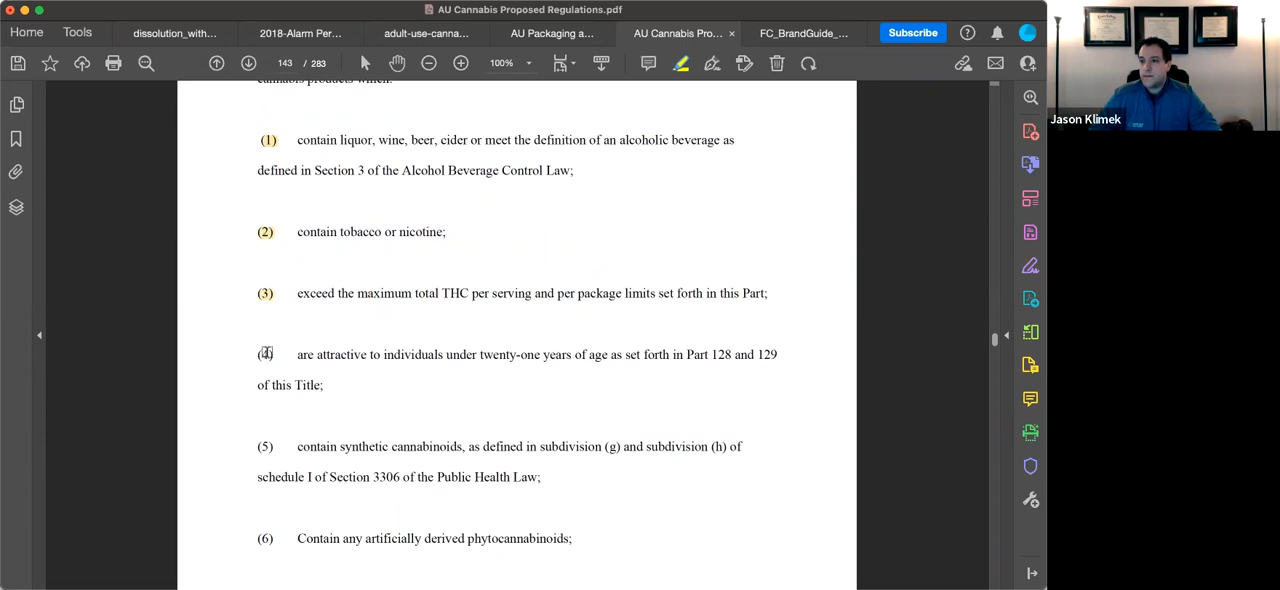 AU Cannabis Proposed Regulations.pdf
Home Tools dissolution_with... 2018-Alarm Per... adult-use-canna... AU Packaging a... AU Cannabis Pro... × FC_BrandGuide_... Subscribe
143 / 283 100%
Jason Klimek
cannabis products which:
(1) contain liquor, wine, beer, cider or meet the definition of an alcoholic beverage as
defined in Section 3 of the Alcohol Beverage Control Law;
(2) contain tobacco or nicotine;
(3) exceed the maximum total THC per serving and per package limits set forth in this Part;
(4) are attractive to individuals under twenty-one years of age as set forth in Part 128 and 129
of this Title;
(5) contain synthetic cannabinoids, as defined in subdivision (g) and subdivision (h) of
schedule I of Section 3306 of the Public Health Law;
(6) Contain any artificially derived phytocannabinoids;